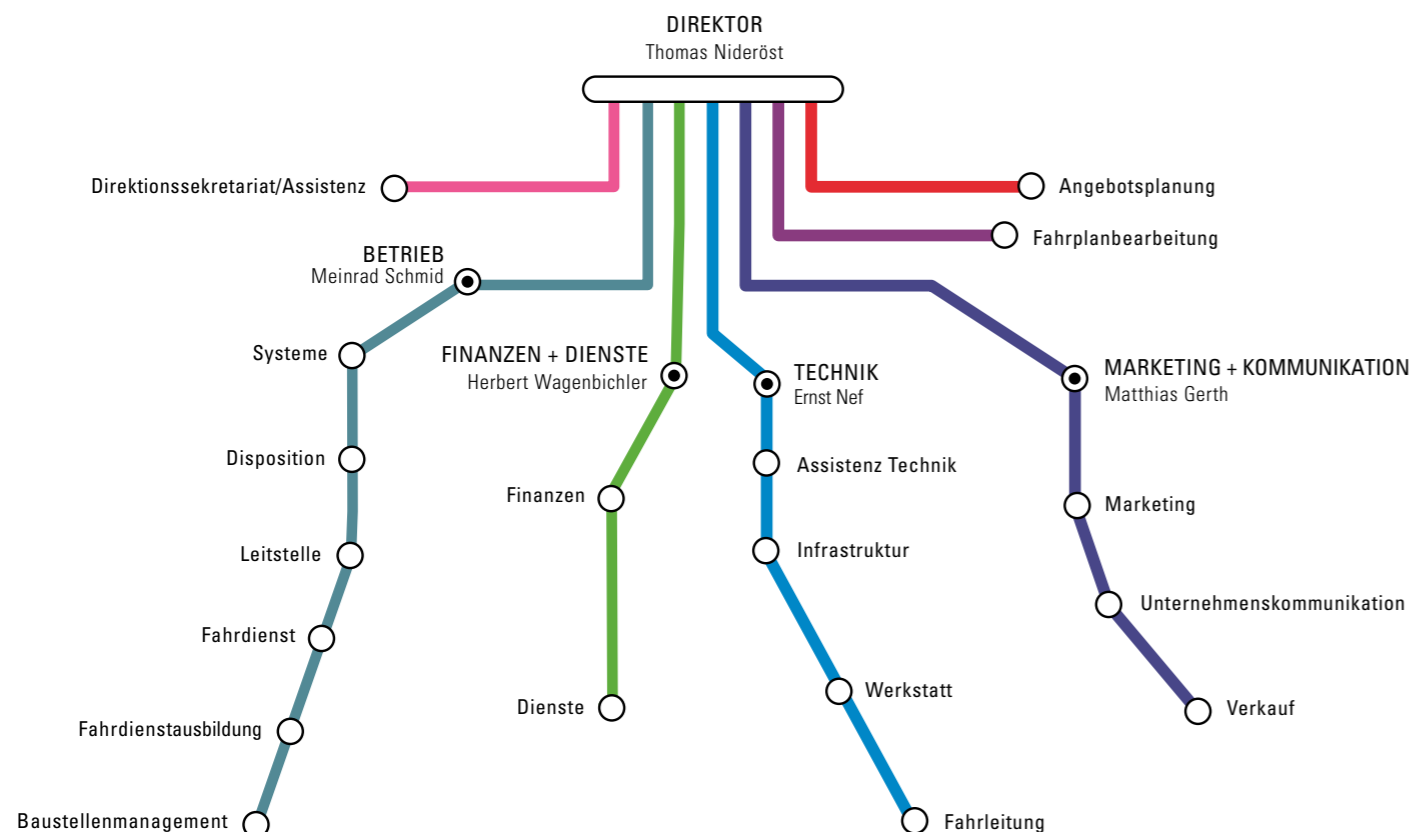 DIREKTOR
Thomas Nideröst
Direktionssekretariat/Assistenz
Angebotsplanung
Fahrplanbearbeitung
BETRIEB
Meinrad Schmid
Systeme
Disposition
Leitstelle
Fahrdienst
Fahrdienstausbildung
Baustellenmanagement
FINANZEN + DIENSTE
Herbert Wagenbichler
Finanzen
Dienste
TECHNIK
Ernst Nef
Assistenz Technik
Infrastruktur
Werkstatt
Fahrleitung
MARKETING + KOMMUNIKATION
Matthias Gerth
Marketing
Unternehmenskommunikation
Verkauf